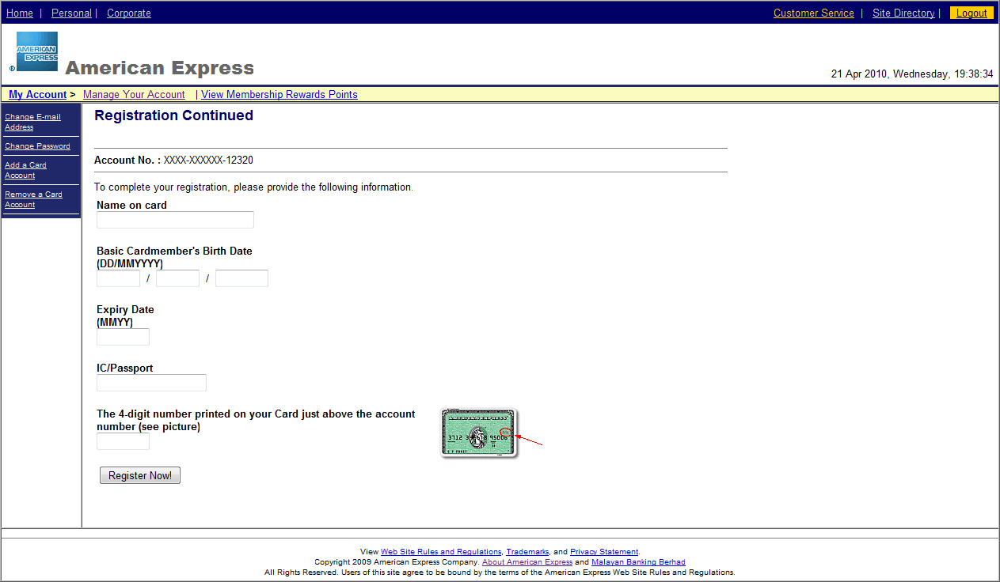 Home | Personal | Corporate Customer Service | Site Directory | Logout
AMERICAN
EXPRESS
® American Express
21 Apr 2010, Wednesday, 19:38:34
My Account > Manage Your Account | View Membership Rewards Points
Change E-mail
Address
Change Password
Add a Card
Account
Remove a Card
Account
Registration Continued
Account No. : XXXX-XXXXXX-12320
To complete your registration, please provide the following information.
Name on card
Basic Cardmember's Birth Date
(DD/MMYYYY)
/ /
Expiry Date
(MMYY)
IC/Passport
The 4-digit number printed on your Card just above the account
number (see picture)
AMERICAN EXPRESS
95006
C F FROST
Register Now!
View Web Site Rules and Regulations, Trademarks, and Privacy Statement.
Copyright 2009 American Express Company. About American Express and Malayan Banking Berhad
All Rights Reserved. Users of this site agree to be bound by the terms of the American Express Web Site Rules and Regulations.